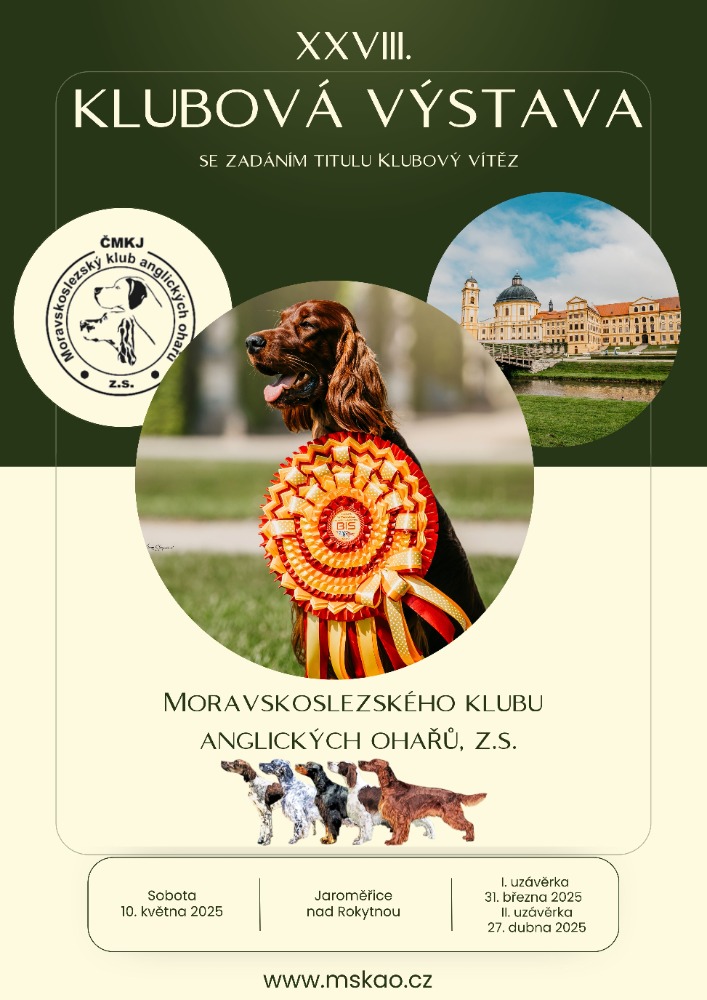 XXVIII.
KLUBOVÁ VÝSTAVA
SE ZADÁNÍM TITULU KLUBOVÝ VÍTĚZ
ČMKJ
Moravskoslezský klub anglických ohařů
z.s.
BIS
MORAVSKOSLEZSKÉHO KLUBU
ANGLICKÝCH OHAŘŮ, Z.S.
Sobota
10. května 2025
Jaroměřice
nad Rokytnou
I. uzávěrka
31. března 2025
II. uzávěrka
27. dubna 2025
www.mskao.cz